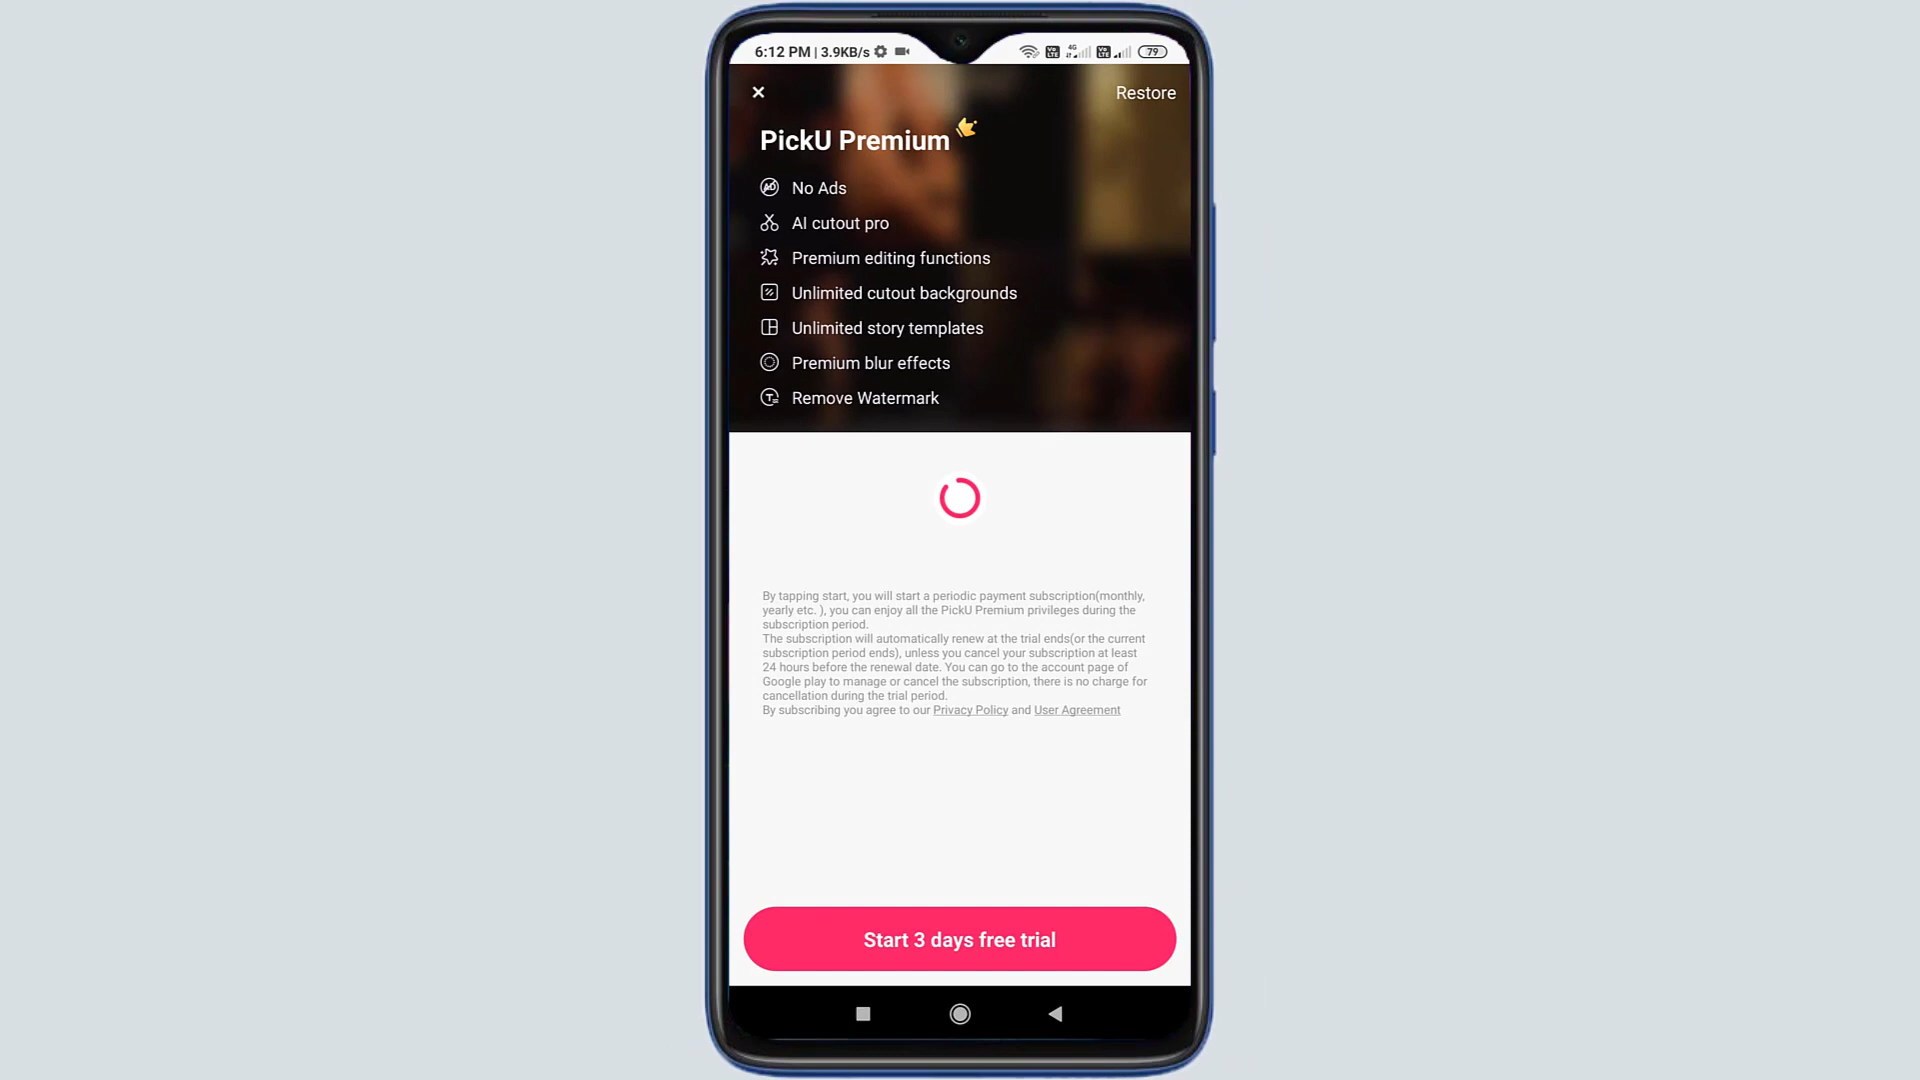 6:12 PM | 3.9KB/s
4G
Vo LTE
Vo LTE
79
Restore
PickU Premium
AD No Ads
AI cutout pro
Premium editing functions
Unlimited cutout backgrounds
Unlimited story templates
Premium blur effects
Remove Watermark
By tapping start, you will start a periodic payment subscription(monthly,
yearly etc. ), you can enjoy all the PickU Premium privileges during the
subscription period.
The subscription will automatically renew at the trial ends(or the current
subscription period ends), unless you cancel your subscription at least
24 hours before the renewal date. You can go to the account page of
Google play to manage or cancel the subscription, there is no charge for
cancellation during the trial period.
By subscribing you agree to our Privacy Policy and User Agreement
Start 3 days free trial